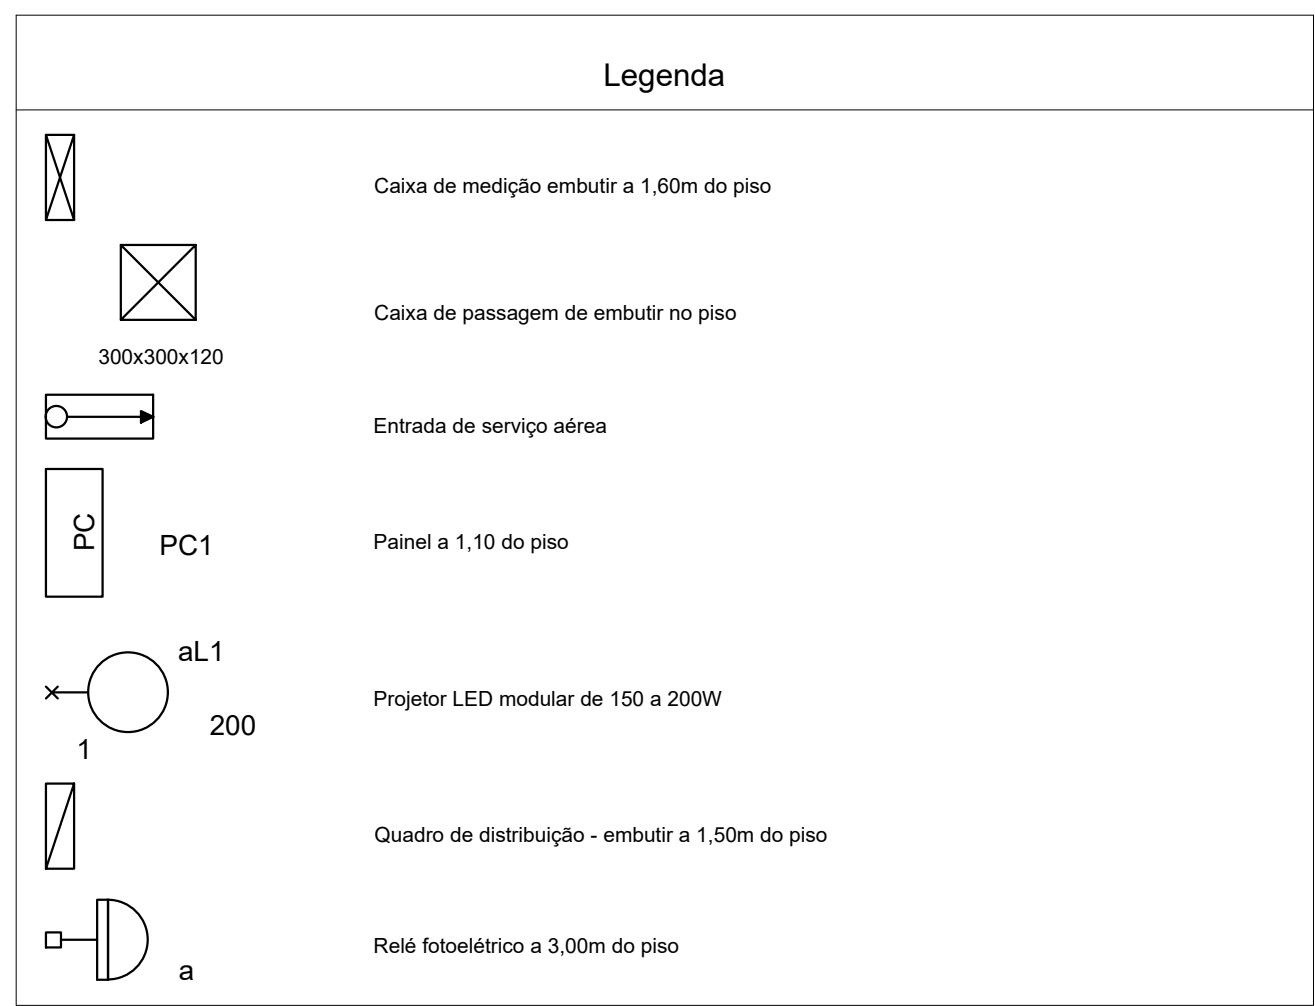 Legenda
Caixa de medição embutir a 1,60m do piso
Caixa de passagem de embutir no piso
300x300x120
Entrada de serviço aérea
PC
PC1
Painel a 1,10 do piso
aL1
Projetor LED modular de 150 a 200W
200
1
Quadro de distribuição - embutir a 1,50m do piso
Relé fotoelétrico a 3,00m do piso
a